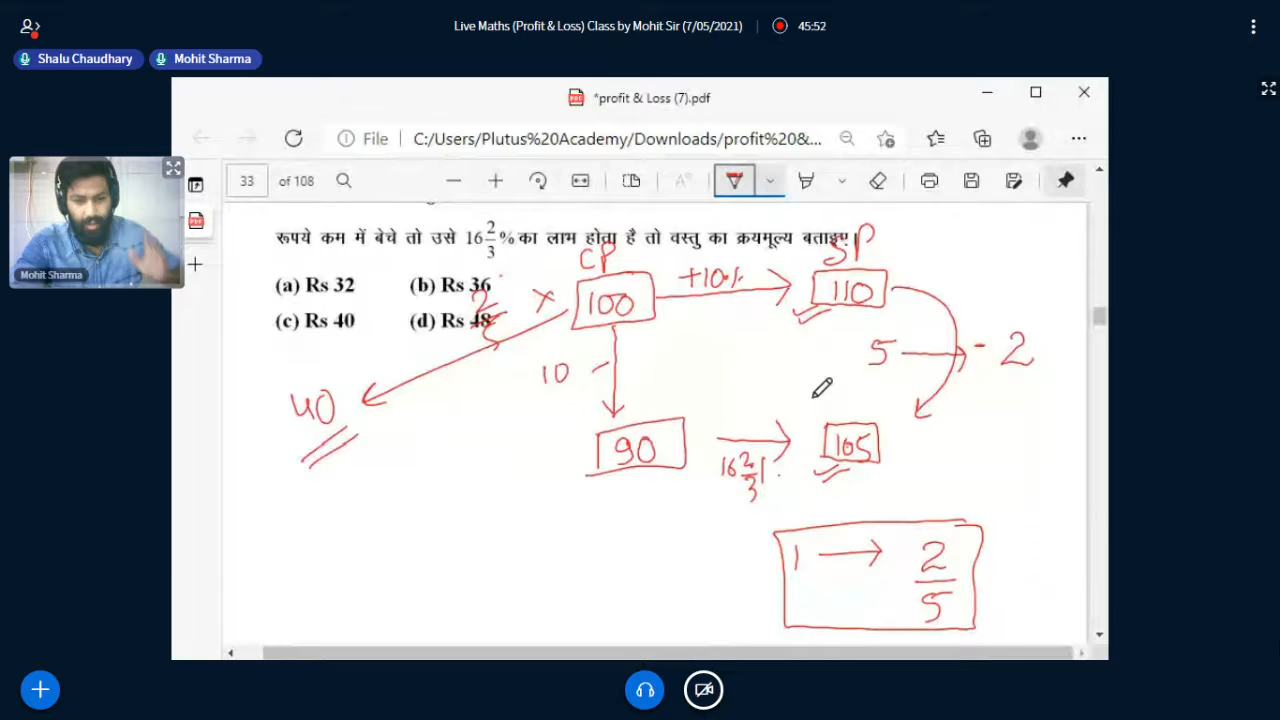 Live Maths (Profit & Loss) Class by Mohit Sir (7/05/2021)
45:52
Shalu Chaudhary
Mohit Sharma
*profit & Loss (7).pdf
File
C:/Users/Plutus%20Academy/Downloads/profit%20&...
33
of 108
Mohit Sharma
रूपये कम में बेचे तो उसे 16 2/3 % का लाभ होता है तो वस्तु का क्रयमूल्य बताइए।
CP
SP
(a) Rs 32
(b) Rs 36
(c) Rs 40
(d) Rs 48
2/5 ×
100
+10%
110
5 → - 2
10
40
90
16 2/3 %
105
1 → 2/5